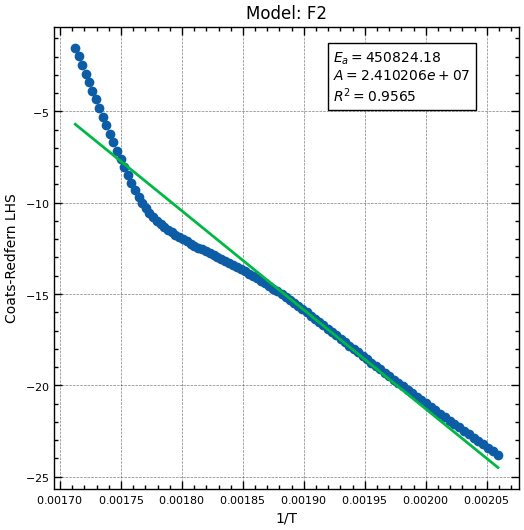 Model: F2
E_a = 450824.18
A = 2.410206e + 07
R² = 0.9565
−5
−10
−15
−20
−25
Coats-Redfern LHS
0.00170 0.00175 0.00180 0.00185 0.00190 0.00195 0.00200 0.00205
1/T